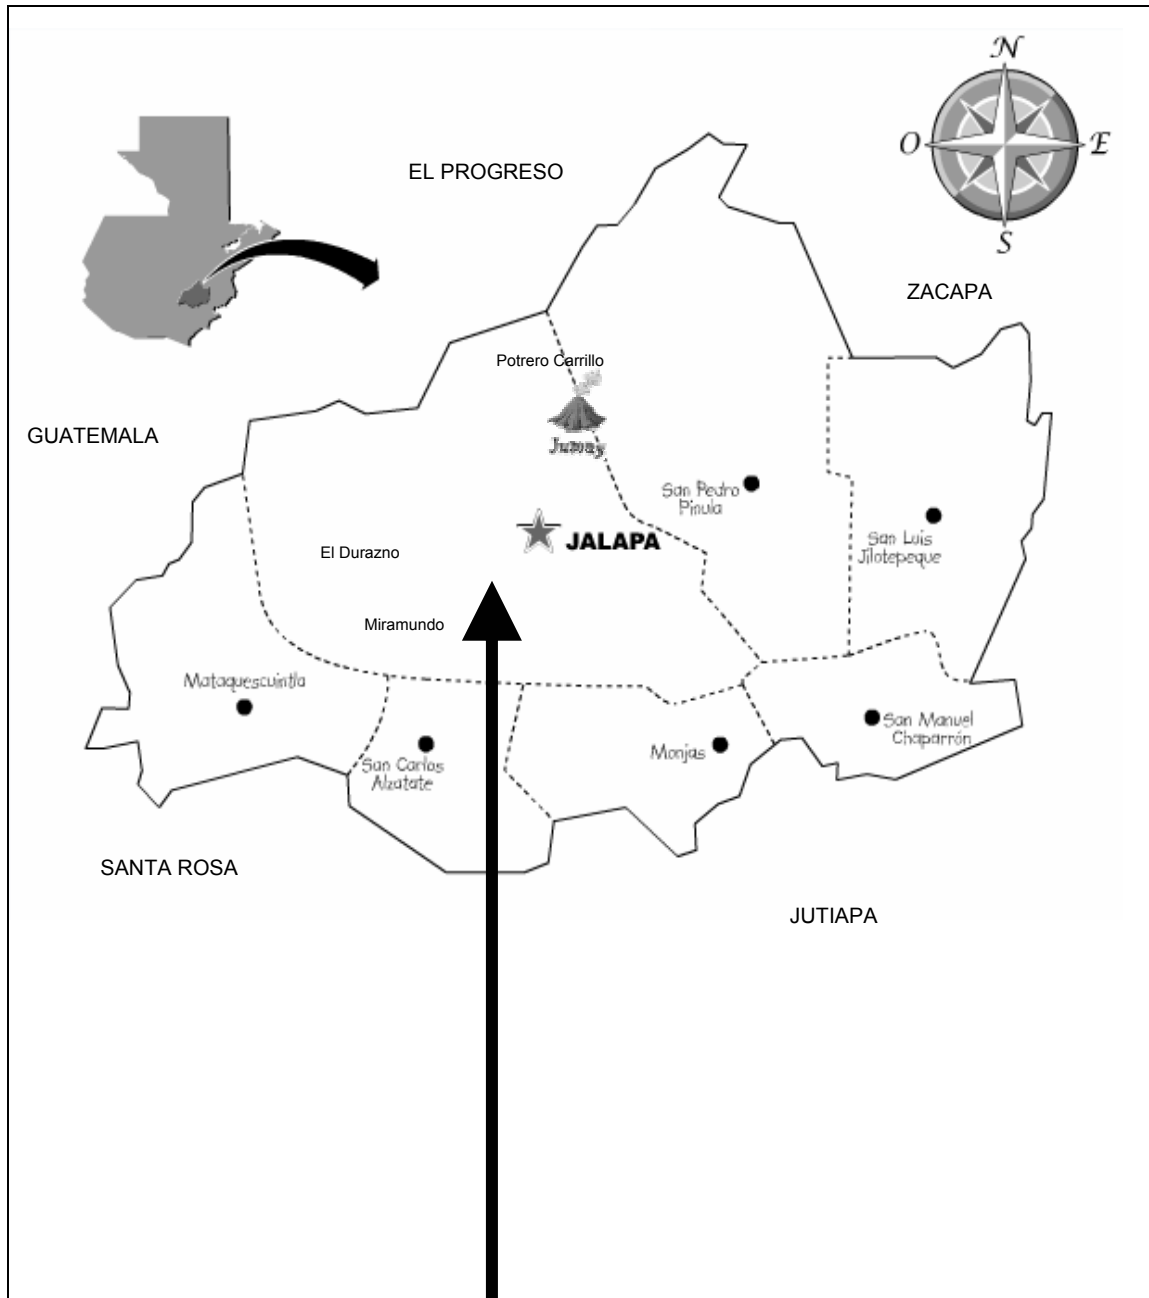 N
EL PROGRESO
O
E
S
ZACAPA
Potrero Carrillo
GUATEMALA
Jumay
San Pedro
Pinula
JALAPA
San Luis
Jilotepeque
El Durazno
Miramundo
Mataquescuintla
San Manuel
Chaparrón
Monjas
San Carlos
Alzatate
SANTA ROSA
JUTIAPA